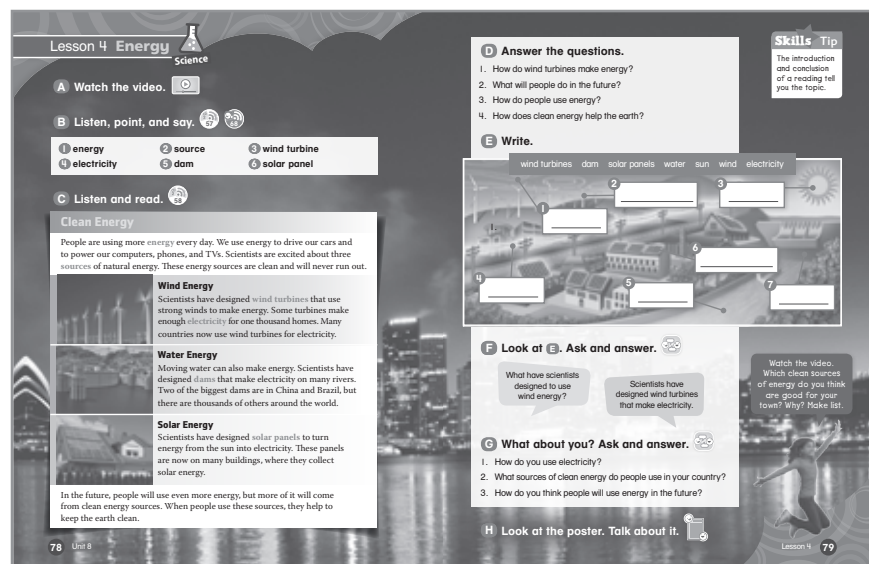 Lesson 4 Energy
Science
A Watch the video.
B Listen, point, and say. 57 68
1 energy 2 source 3 wind turbine
4 electricity 5 dam 6 solar panel
C Listen and read. 58
Clean Energy
People are using more energy every day. We use energy to drive our cars and
to power our computers, phones, and TVs. Scientists are excited about three
sources of natural energy. These energy sources are clean and will never run out.
Wind Energy
Scientists have designed wind turbines that use
strong winds to make energy. Some turbines make
enough electricity for one thousand homes. Many
countries now use wind turbines for electricity.
Water Energy
Moving water can also make energy. Scientists have
designed dams that make electricity on many rivers.
Two of the biggest dams are in China and Brazil, but
there are thousands of others around the world.
Solar Energy
Scientists have designed solar panels to turn
energy from the sun into electricity. These panels
are now on many buildings, where they collect
solar energy.
In the future, people will use even more energy, but more of it will come
from clean energy sources. When people use these sources, they help to
keep the earth clean.
78 Unit 8
D Answer the questions.
1. How do wind turbines make energy?
2. What will people do in the future?
3. How do people use energy?
4. How does clean energy help the earth?
Skills Tip
The introduction
and conclusion
of a reading tell
you the topic.
E Write.
wind turbines dam solar panels water sun wind electricity
2
3
1
1.
6
4
5
7
F Look at E. Ask and answer.
What have scientists
designed to use
wind energy?
Scientists have
designed wind turbines
that make electricity.
Watch the video.
Which clean sources
of energy do you think
are good for your
town? Why? Make list.
G What about you? Ask and answer.
1. How do you use electricity?
2. What sources of clean energy do people use in your country?
3. How do you think people will use energy in the future?
H Look at the poster. Talk about it.
Lesson 4 79